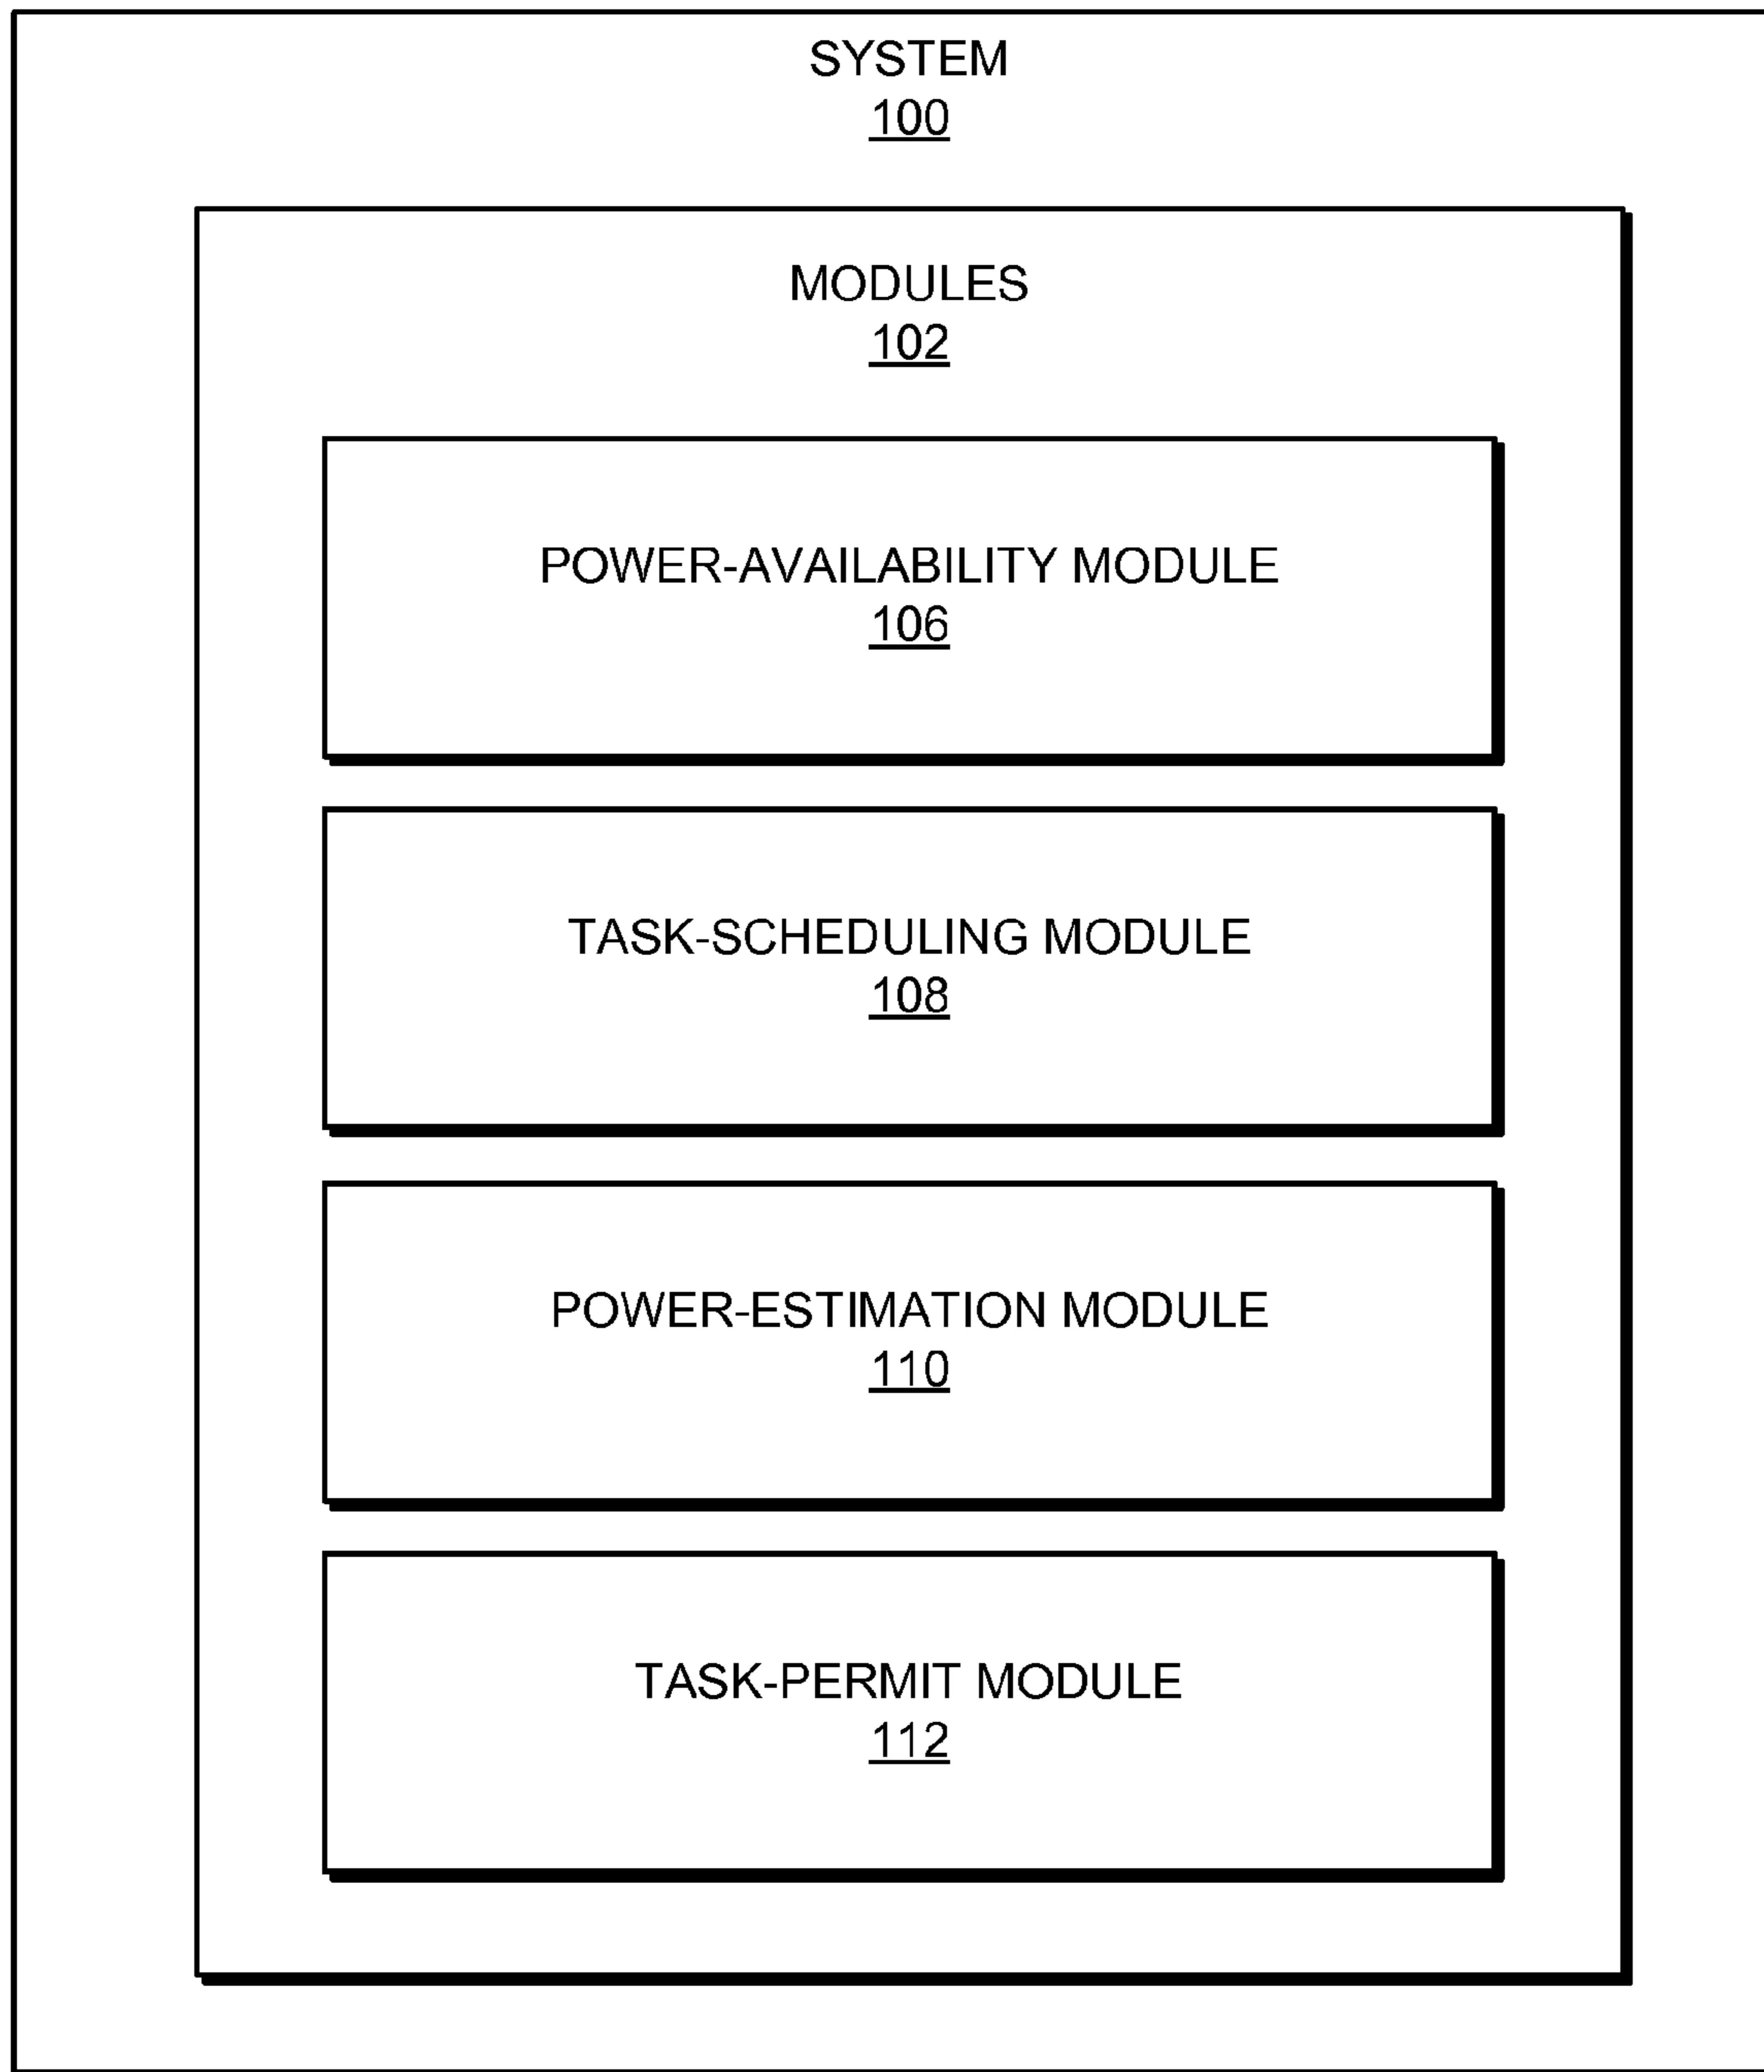 SYSTEM
100
MODULES
102
POWER-AVAILABILITY MODULE
106
TASK-SCHEDULING MODULE
108
POWER-ESTIMATION MODULE
110
TASK-PERMIT MODULE
112